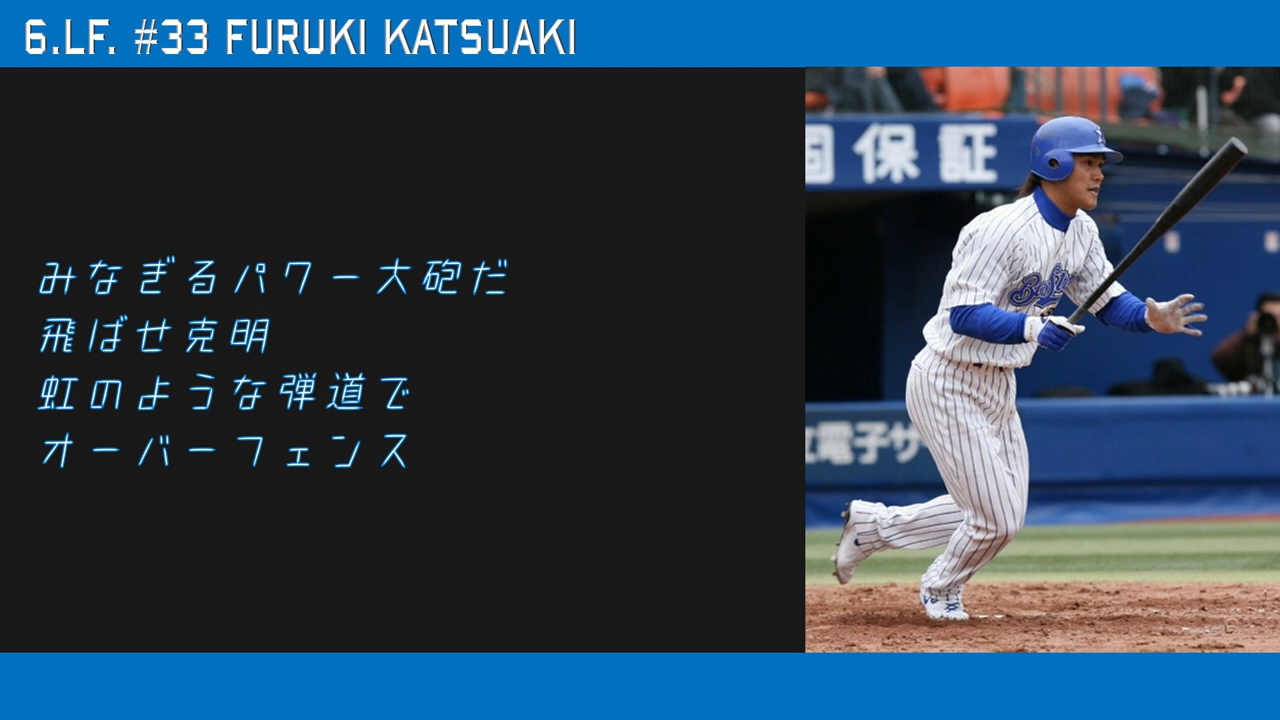 6.LF. #33 FURUKI KATSUAKI
みなぎるパワー大砲だ
飛ばせ克明
虹のような弾道で
オーバーフェンス
保証
電子サ